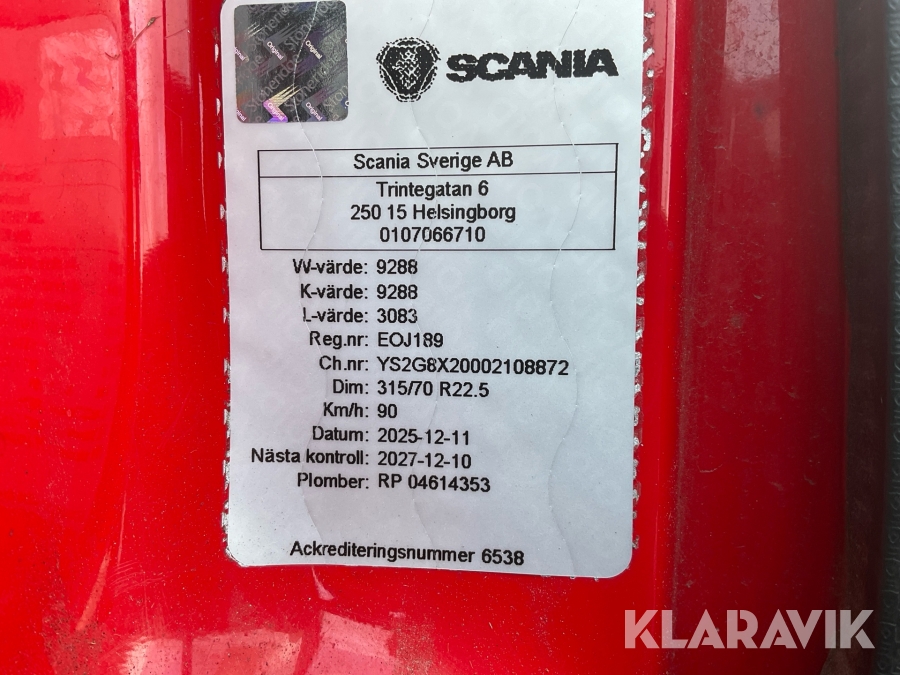 SCANIA
Scania Sverige AB
Trintegatan 6
250 15 Helsingborg
0107066710
W-värde: 9288
K-värde: 9288
L-värde: 3083
Reg.nr: EOJ189
Ch.nr: YS2G8X20002108872
Dim: 315/70 R22.5
Km/h: 90
Datum: 2025-12-11
Nästa kontroll: 2027-12-10
Plomber: RP 04614353
Ackrediteringsnummer 6538
KLARAVIK